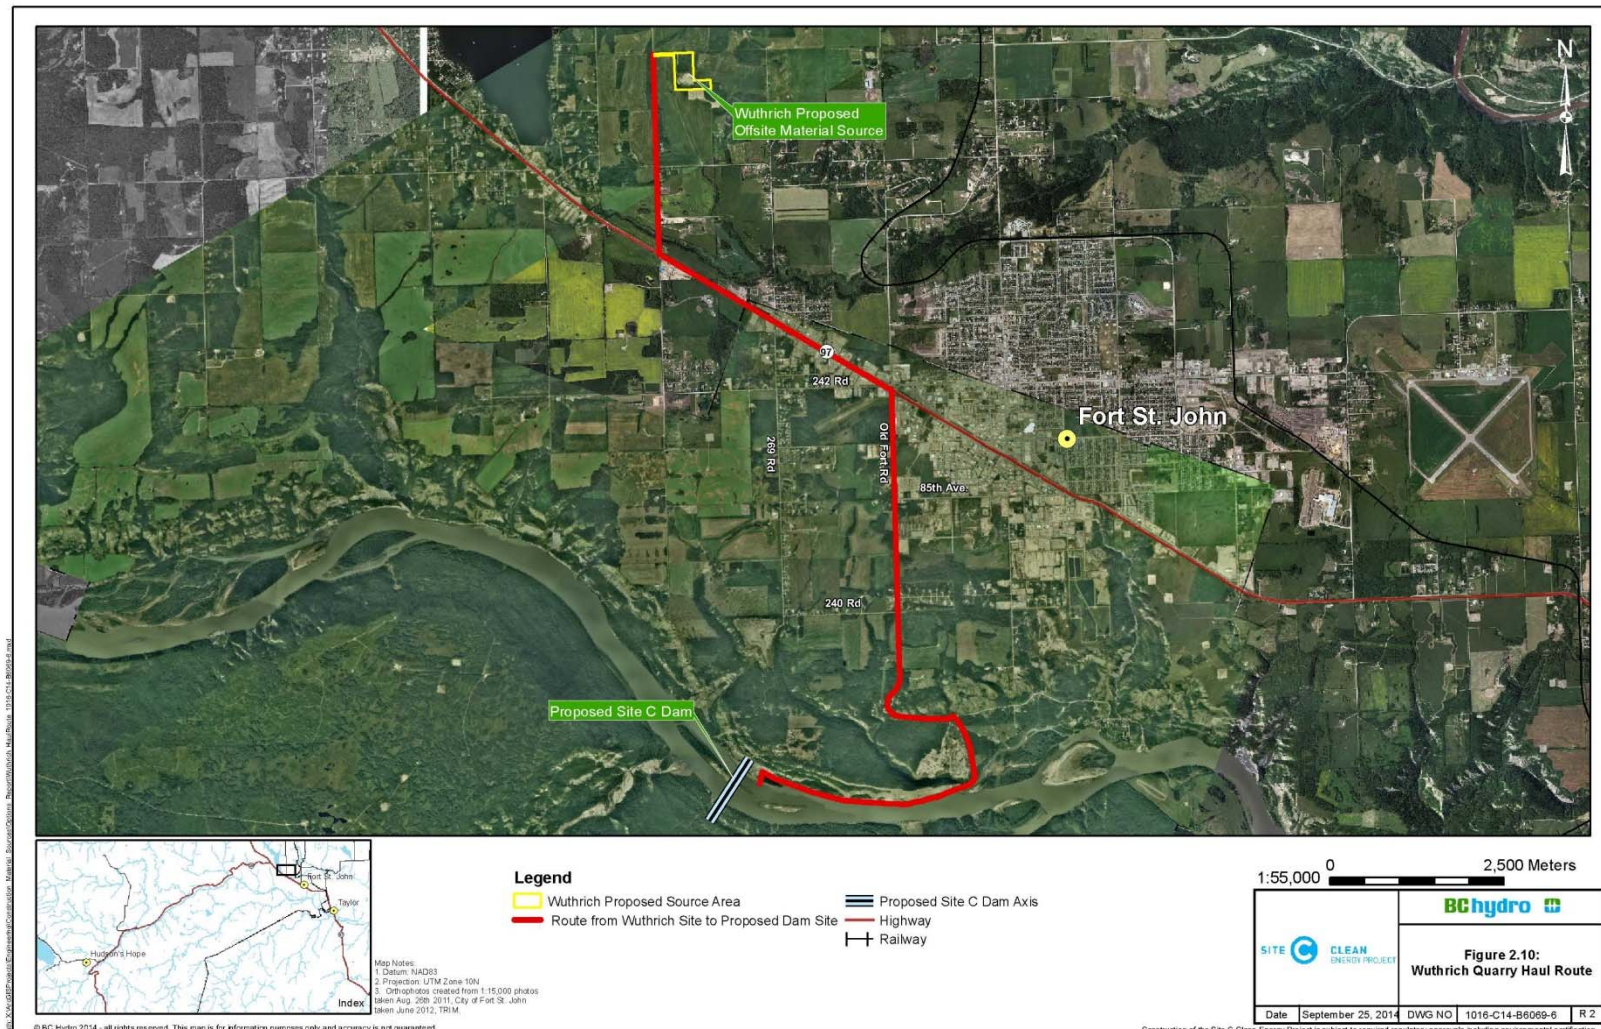 N
Wuthrich Proposed
Offsite Material Source
97
242 Rd
Fort St. John
269 Rd
Old Fort Rd
85th Ave.
240 Rd
Proposed Site C Dam
Fort St. John
Taylor
Hudson's Hope
Index
Map Notes:
1. Datum: NAD83
2. Projection: UTM Zone 10N
3. Orthophotos created from 1:15,000 photos
taken Aug. 26th 2011, City of Fort St. John
taken June 2012, TRIM.
Legend
Wuthrich Proposed Source Area
Route from Wuthrich Site to Proposed Dam Site
Proposed Site C Dam Axis
Highway
Railway
1:55,000
0
2,500 Meters
BC hydro
SITE C CLEAN
ENERGY PROJECT
Figure 2.10:
Wuthrich Quarry Haul Route
Date
September 25, 2014
DWG NO
1016-C14-B6069-6
R 2
© BC Hydro 2014 - all rights reserved. This map is for information purposes only and accuracy is not guaranteed.